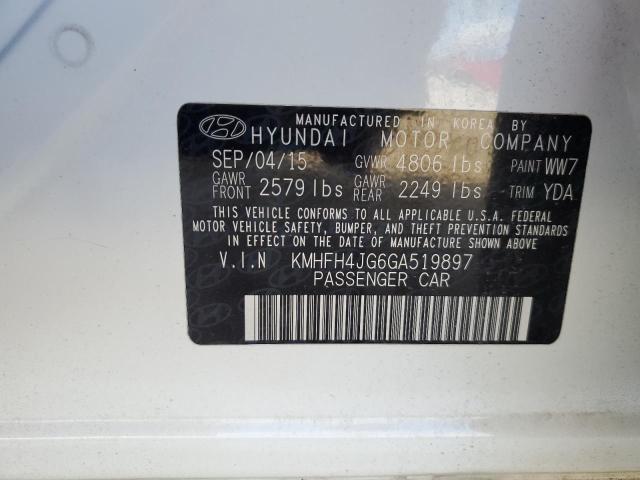 MANUFACTURED IN KOREA BY
HYUNDAI MOTOR COMPANY
SEP/04/15 GVWR 4806 lbs PAINT WW7
GAWR FRONT 2579 lbs GAWR REAR 2249 lbs TRIM YDA
THIS VEHICLE CONFORMS TO ALL APPLICABLE U.S.A. FEDERAL
MOTOR VEHICLE SAFETY, BUMPER, AND THEFT PREVENTION STANDARDS
IN EFFECT ON THE DATE OF MANUFACTURE SHOWN ABOVE.
V.I.N KMHFH4JG6GA519897
PASSENGER CAR